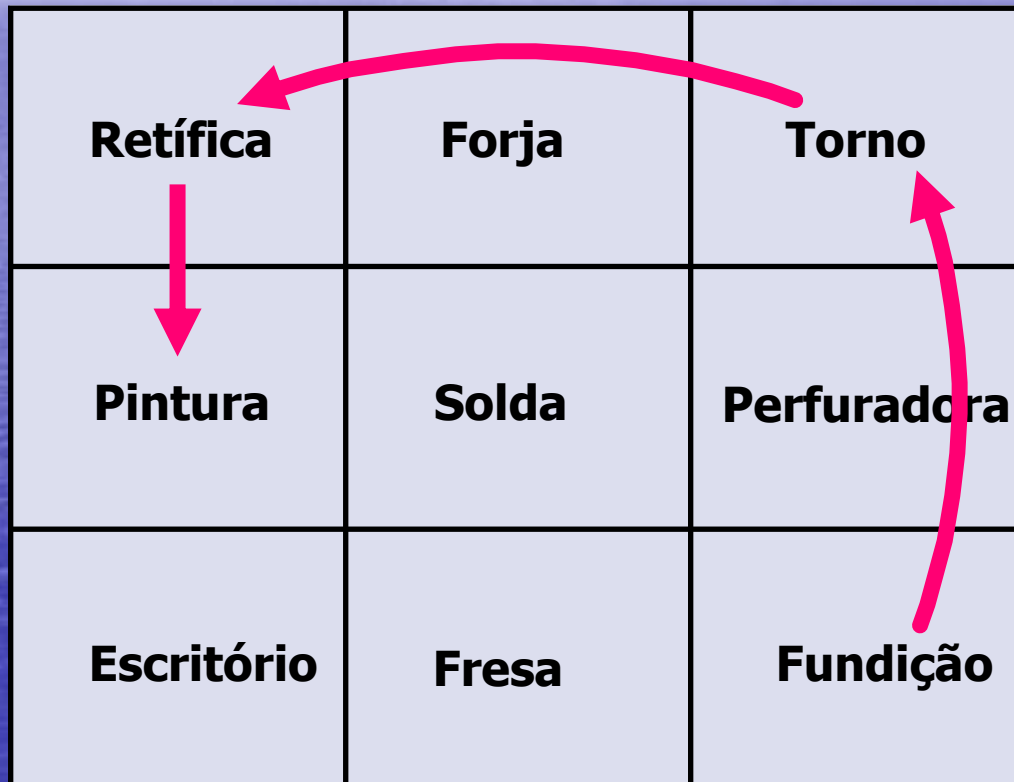 Retífica
Forja
Torno
Pintura
Solda
Perfuradora
Escritório
Fresa
Fundição